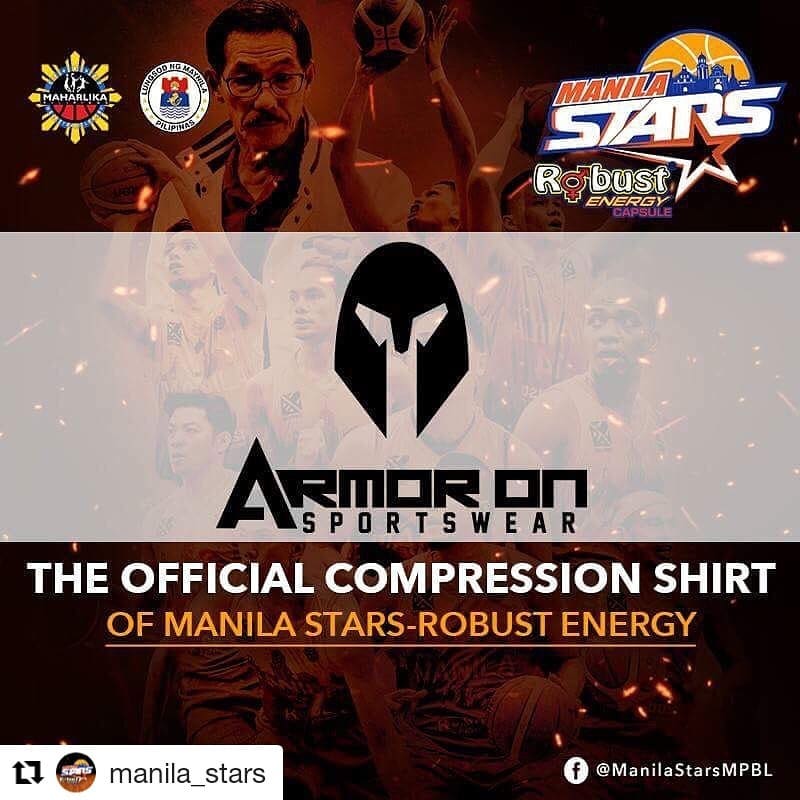 MAHARLIKA
LUNGSOD NG MAYNILA
PILIPINAS
MANILA
STARS
Robust
ENERGY
CAPSULE
ARMOR ON
SPORTSWEAR
THE OFFICIAL COMPRESSION SHIRT
OF MANILA STARS-ROBUST ENERGY
manila_stars
@ManilaStarsMPBL